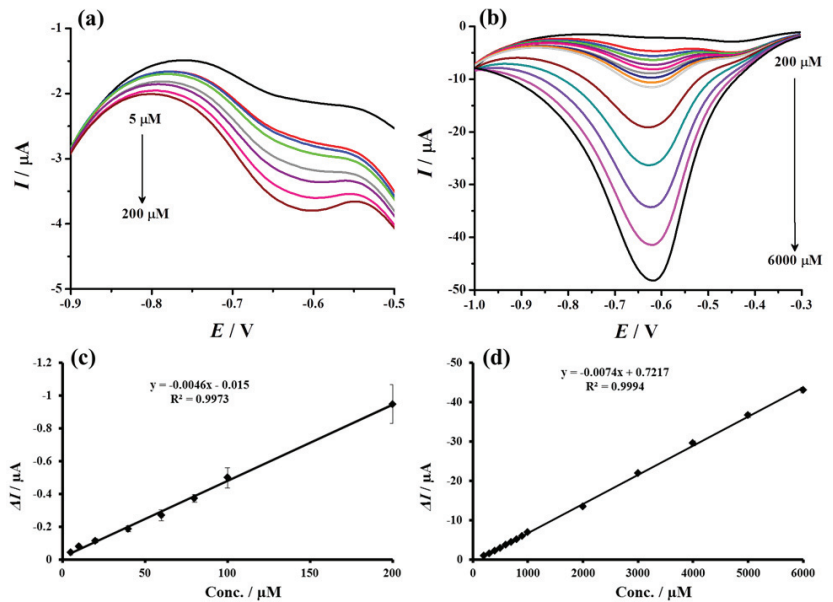 (a)
-1
-2
-3
-4
-5
I / µA
5 µM
200 µM
-0.9
-0.8
-0.7
-0.6
-0.5
E / V
(b)
0
-10
-20
-30
-40
-50
I / µA
200 µM
6000 µM
-1.0
-0.9
-0.8
-0.7
-0.6
-0.5
-0.4
-0.3
E / V
(c)
-1.2
-1
-0.8
-0.6
-0.4
-0.2
0
ΔI / µA
y = -0.0046x - 0.015
R² = 0.9973
0
50
100
150
200
Conc. / µM
(d)
-50
-40
-30
-20
-10
0
ΔI / µA
y = -0.0074x + 0.7217
R² = 0.9994
0
1000
2000
3000
4000
5000
6000
Conc. / µM